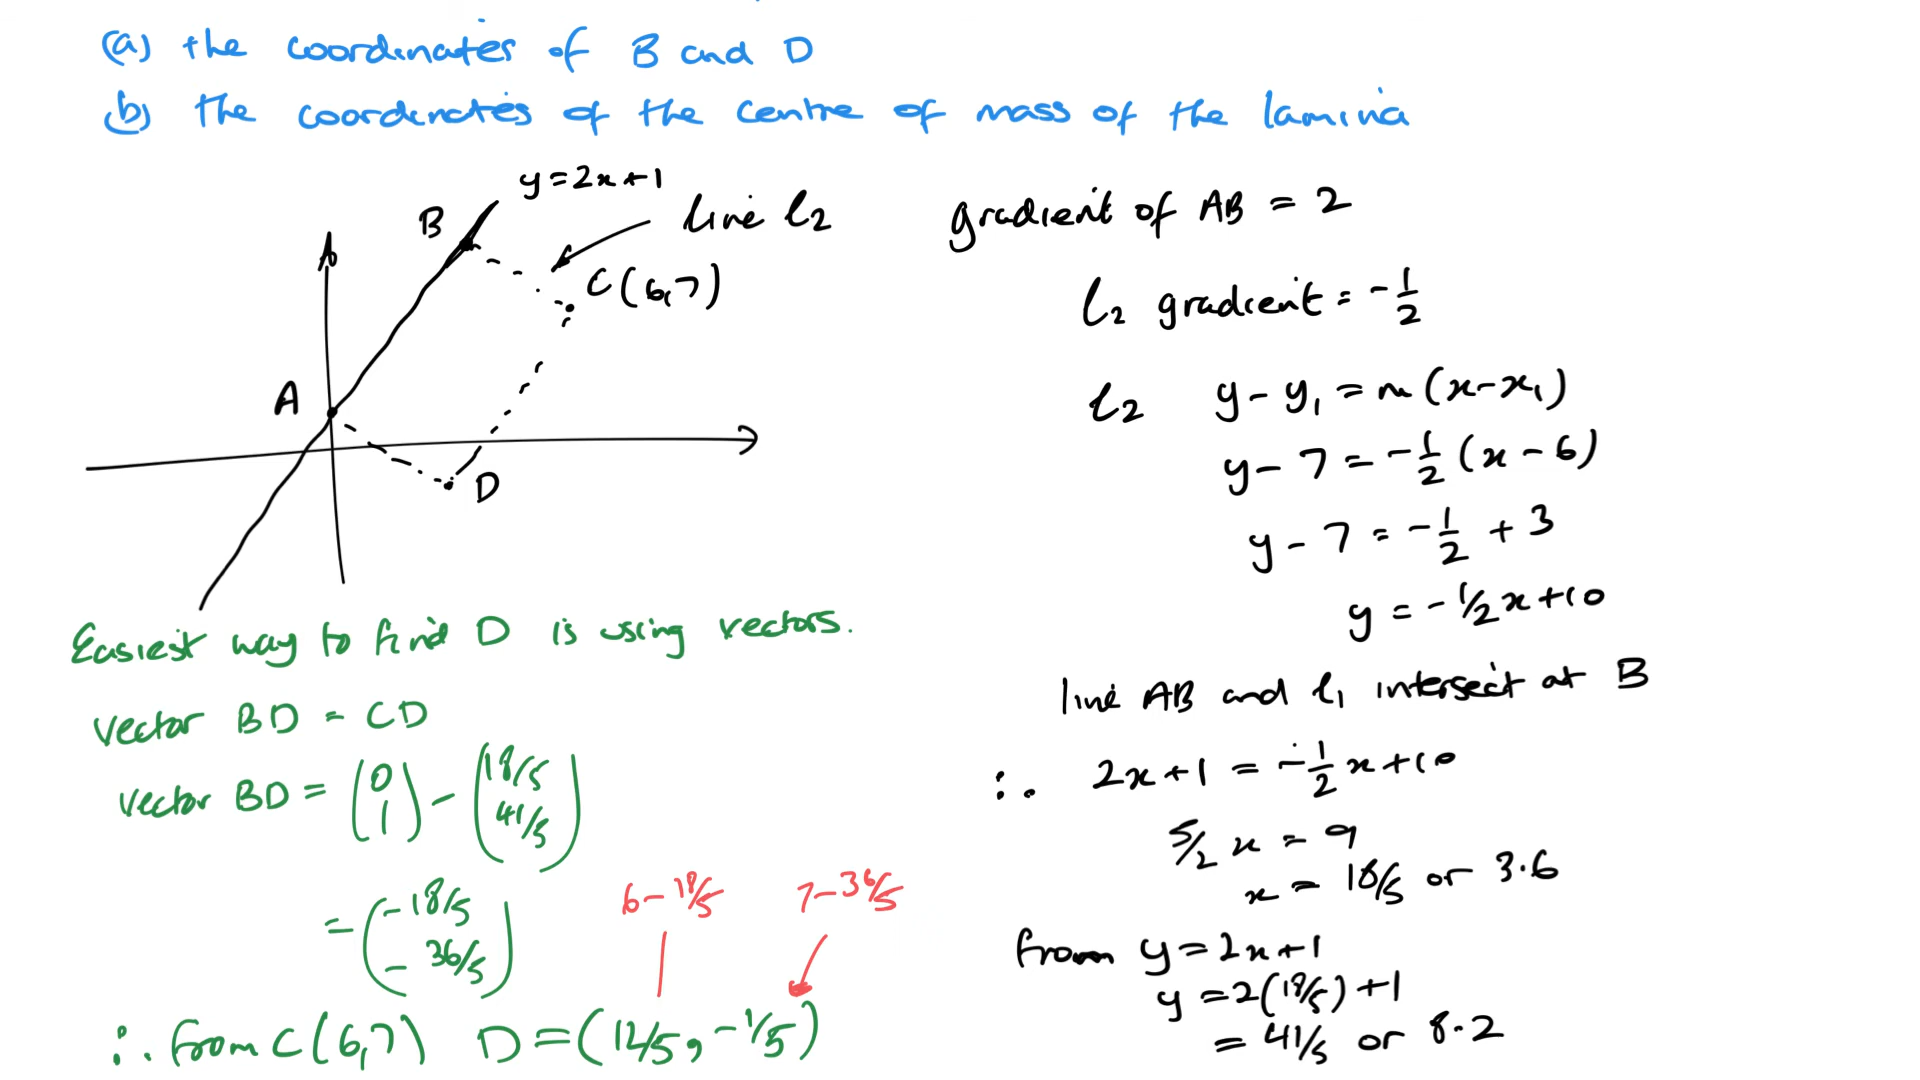 (a) the coordinates of B and D
(b) the coordinates of the centre of mass of the lamina
y=2x+1
B
line l2
C(6,7)
A
D
Easiest way to find D is using vectors.
vector BD = CD
vector BD = (0 1) - (18/5 41/5)
= (-18/5 -36/5)
6-18/5
7-36/5
∴ from C(6,7) D=(12/5, -1/5)
gradient of AB = 2
l2 gradient = -1/2
l2 y-y1 = m(x-x1)
y-7 = -1/2 (x-6)
y-7 = -1/2 + 3
y = -1/2x+10
line AB and l1 intersect at B
∴ 2x+1 = -1/2x+10
5/2 x = 9
x = 18/5 or 3.6
from y=2x+1
y=2(18/5)+1
= 41/5 or 8.2